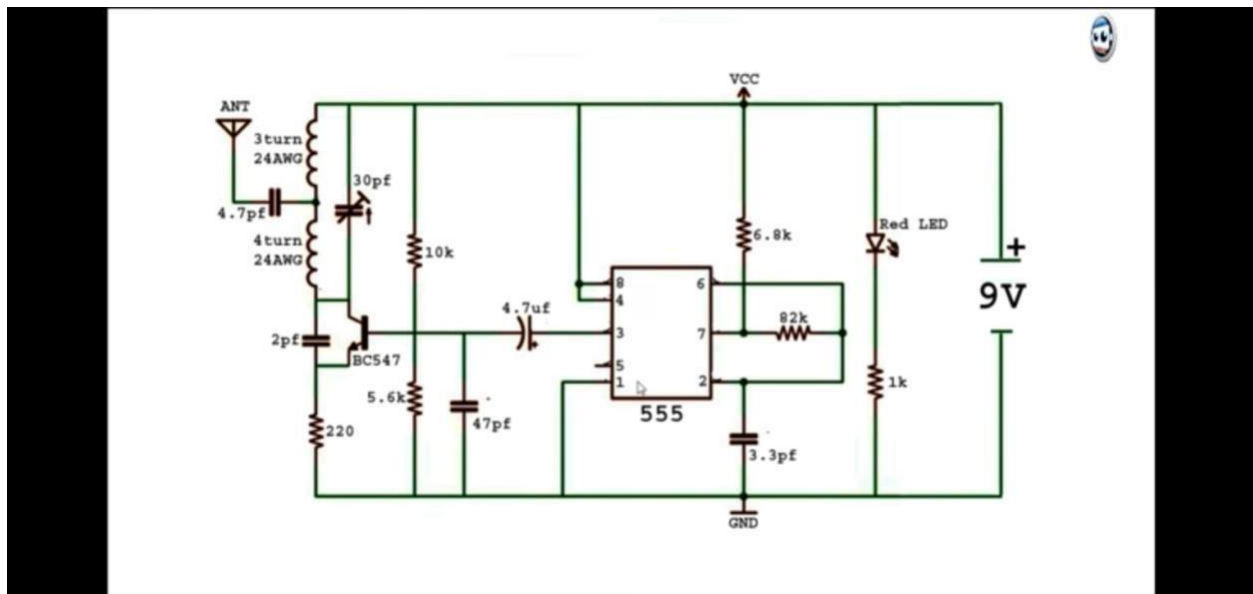 VCC
ANT
3turn
24AWG
30pf
4.7pf
4turn
24AWG
10k
6.8k
Red LED
+
9V
8
4
6
4.7uf
3
7
82k
2pf
BC547
5
1
2
1k
5.6k
47pf
555
220
3.3pf
GND